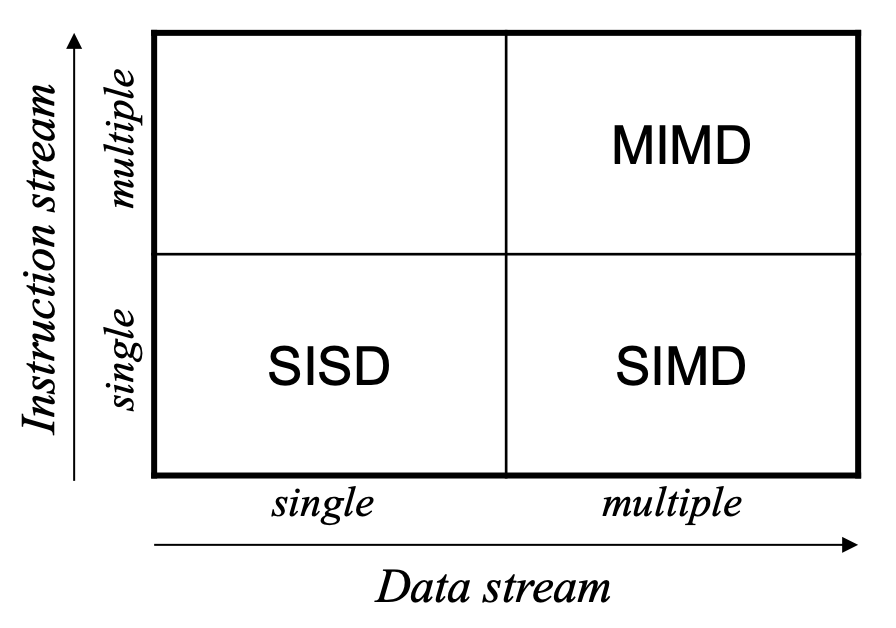 Instruction stream
multiple
single
MIMD
SISD
SIMD
single
multiple
Data stream